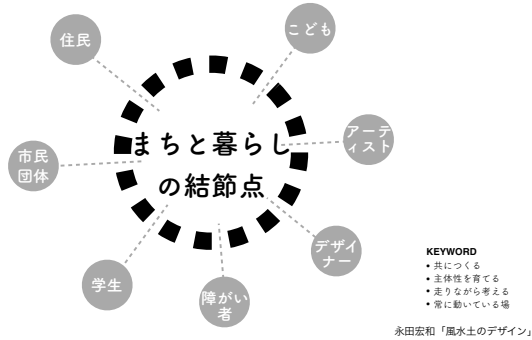 住民
こども
まちと暮らし
の結節点
アーテ
ィスト
市民
団体
デザイ
ナー
学生
障がい
者
KEYWORD
• 共につくる
• 主体性を育てる
• 走りながら考える
• 常に動いている場
永田宏和「風水土のデザイン」